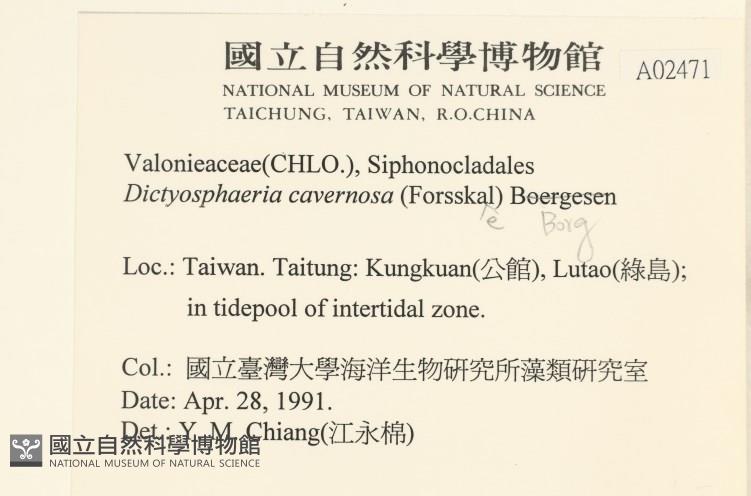 國立自然科學博物館
A02471
NATIONAL MUSEUM OF NATURAL SCIENCE
TAICHUNG, TAIWAN, R.O.CHINA
Valonieaceae(CHLO.), Siphonocladales
Dictyosphaeria cavernosa (Forsskal) Boergesen
è Borg
Loc.: Taiwan. Taitung: Kungkuan(公館), Lutao(綠島);
in tidepool of intertidal zone.
Col.: 國立臺灣大學海洋生物研究所藻類研究室
Date: Apr. 28, 1991.
Det.: Y. M. Chiang(江永棉)
國立自然科學博物館
NATIONAL MUSEUM OF NATURAL SCIENCE